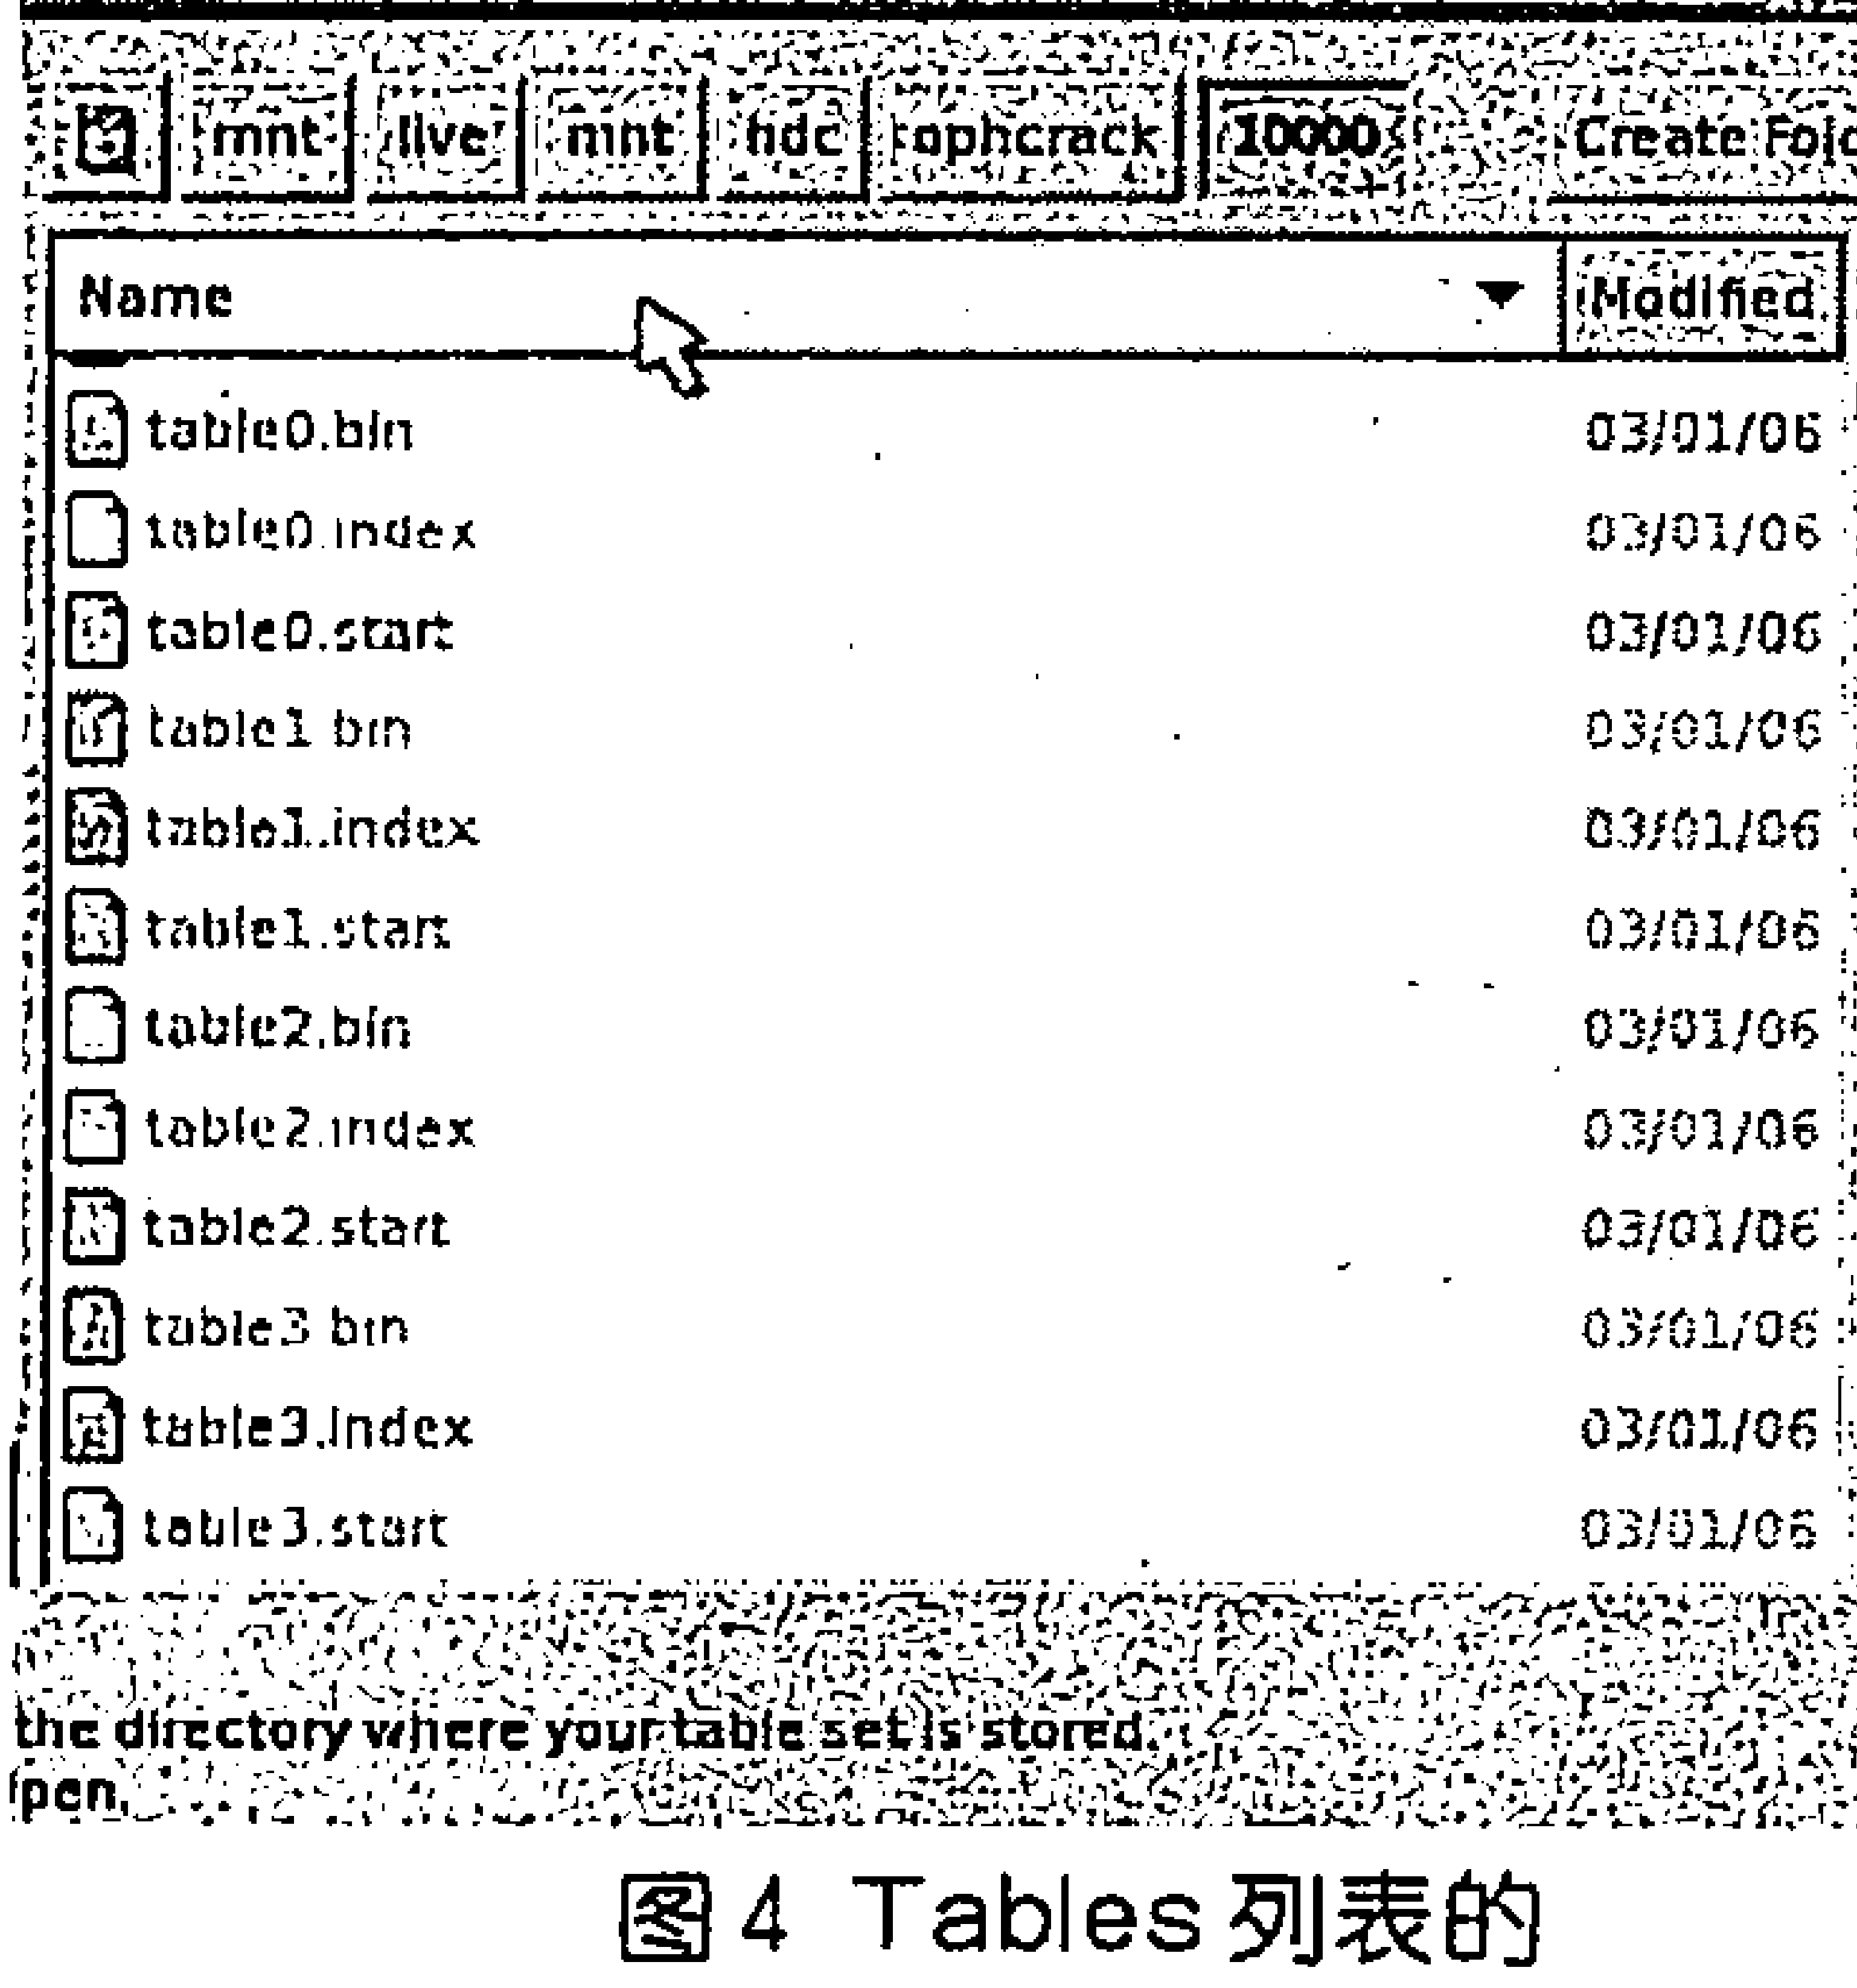 mnt live mnt hdc ophcrack 10000 Create Fold
Name Modified
table0.bin 03/01/06
table0.index 03/01/06
table0.start 03/01/06
table1.bin 03/01/06
table1.index 03/01/06
table1.start 03/01/06
table2.bin 03/01/06
table2.index 03/01/06
table2.start 03/01/06
table3.bin 03/01/06
table3.index 03/01/06
table3.start 03/01/06
the directory where your table set is stored.
pen.
图4 Tables列表的